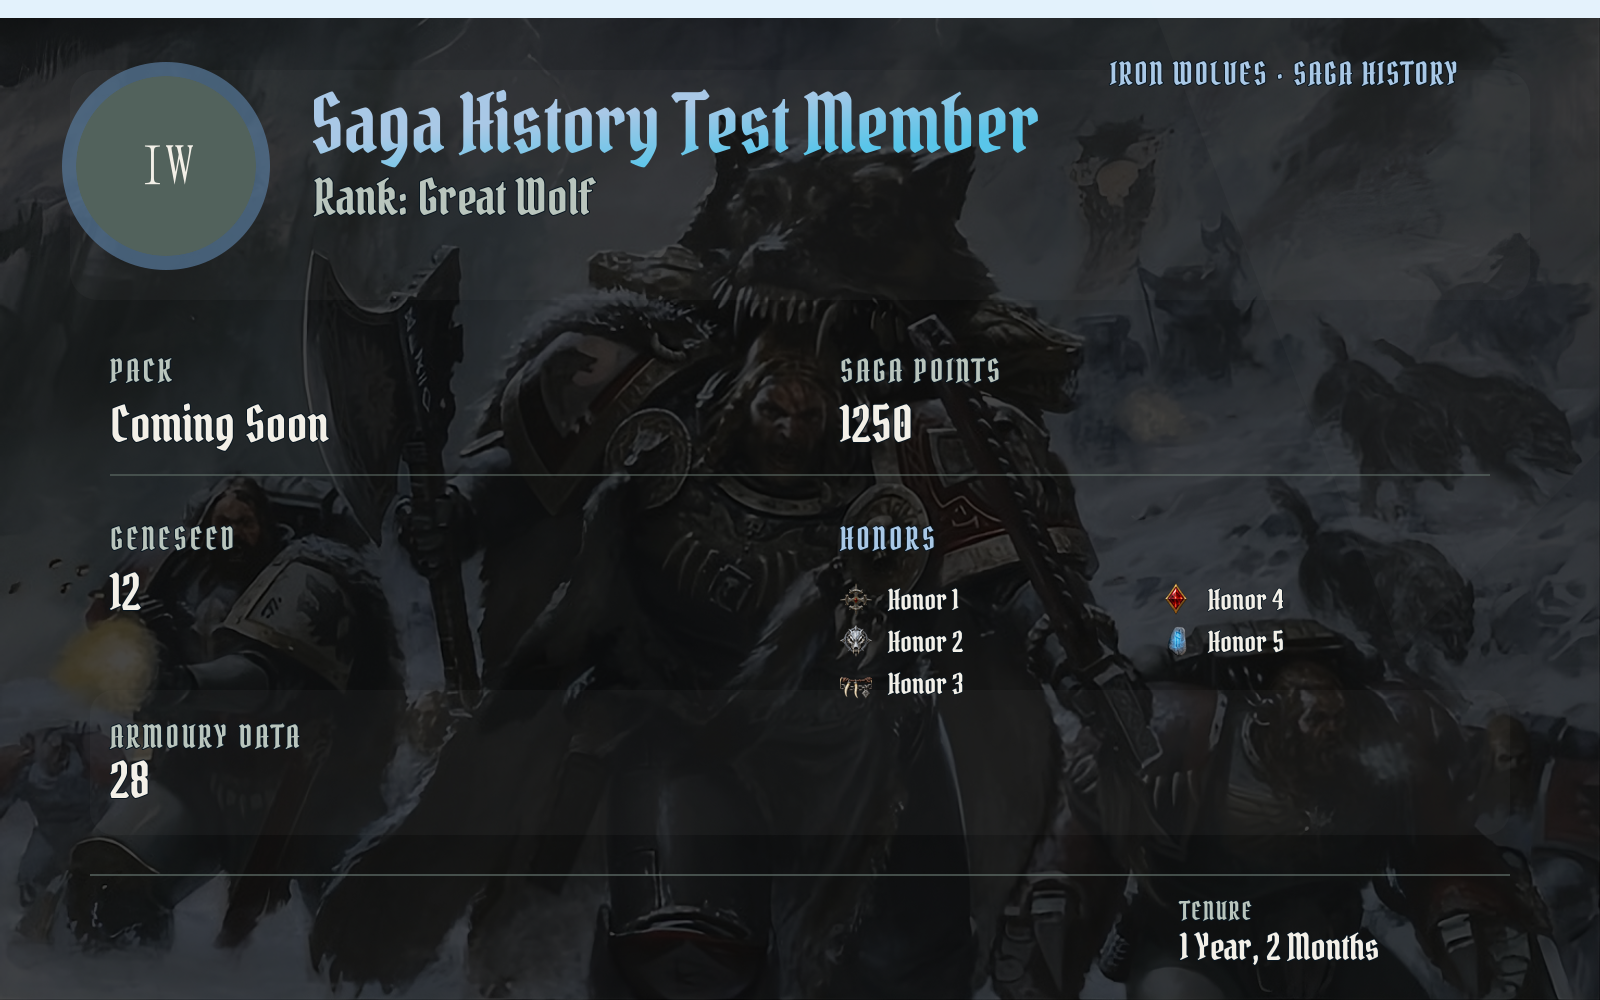 IRON WOLVES · SAGA HISTORY
IW
Saga History Test Member
Rank: Great Wolf
PACK
Coming Soon
SAGA POINTS
1250
GENESEED
12
HONORS
Honor 1
Honor 2
Honor 3
Honor 4
Honor 5
ARMOURY DATA
28
TENURE
1 Year, 2 Months